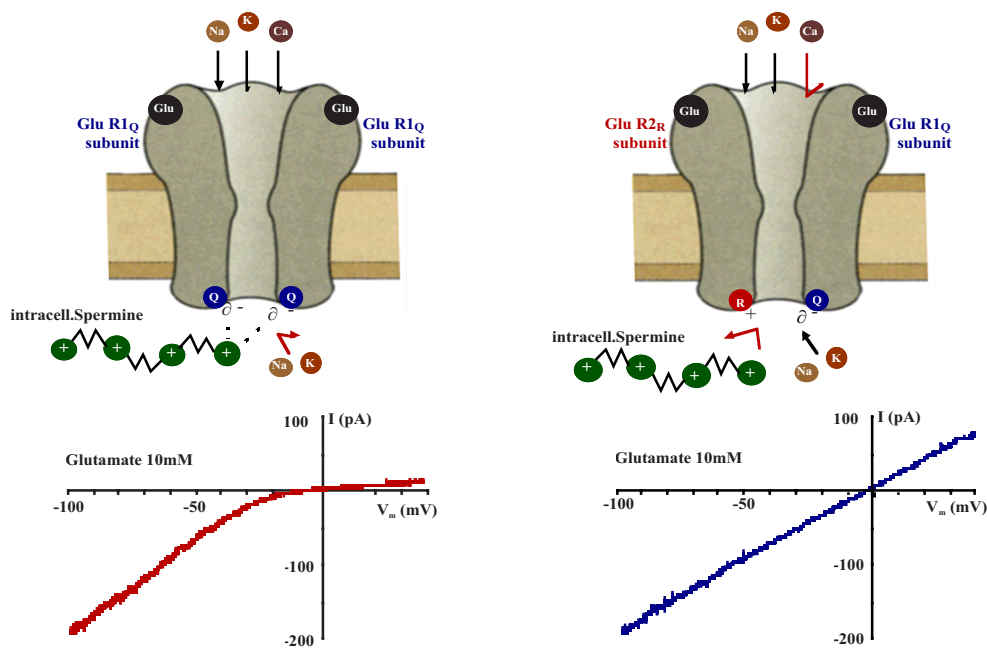 Na K Ca
Glu Glu
Glu R1Q
subunit
Glu R1Q
subunit
Q Q
∂ - ∂ -
intracell.Spermine
+ + + +
Na K
100 I (pA)
Glutamate 10mM
-100 -50 Vm (mV)
-100
-200
Na K Ca
Glu Glu
Glu R2R
subunit
Glu R1Q
subunit
R Q
+ ∂ -
intracell.Spermine
+ + + +
Na K
100 I (pA)
Glutamate 10mM
-100 -50 Vm (mV)
-100
-200